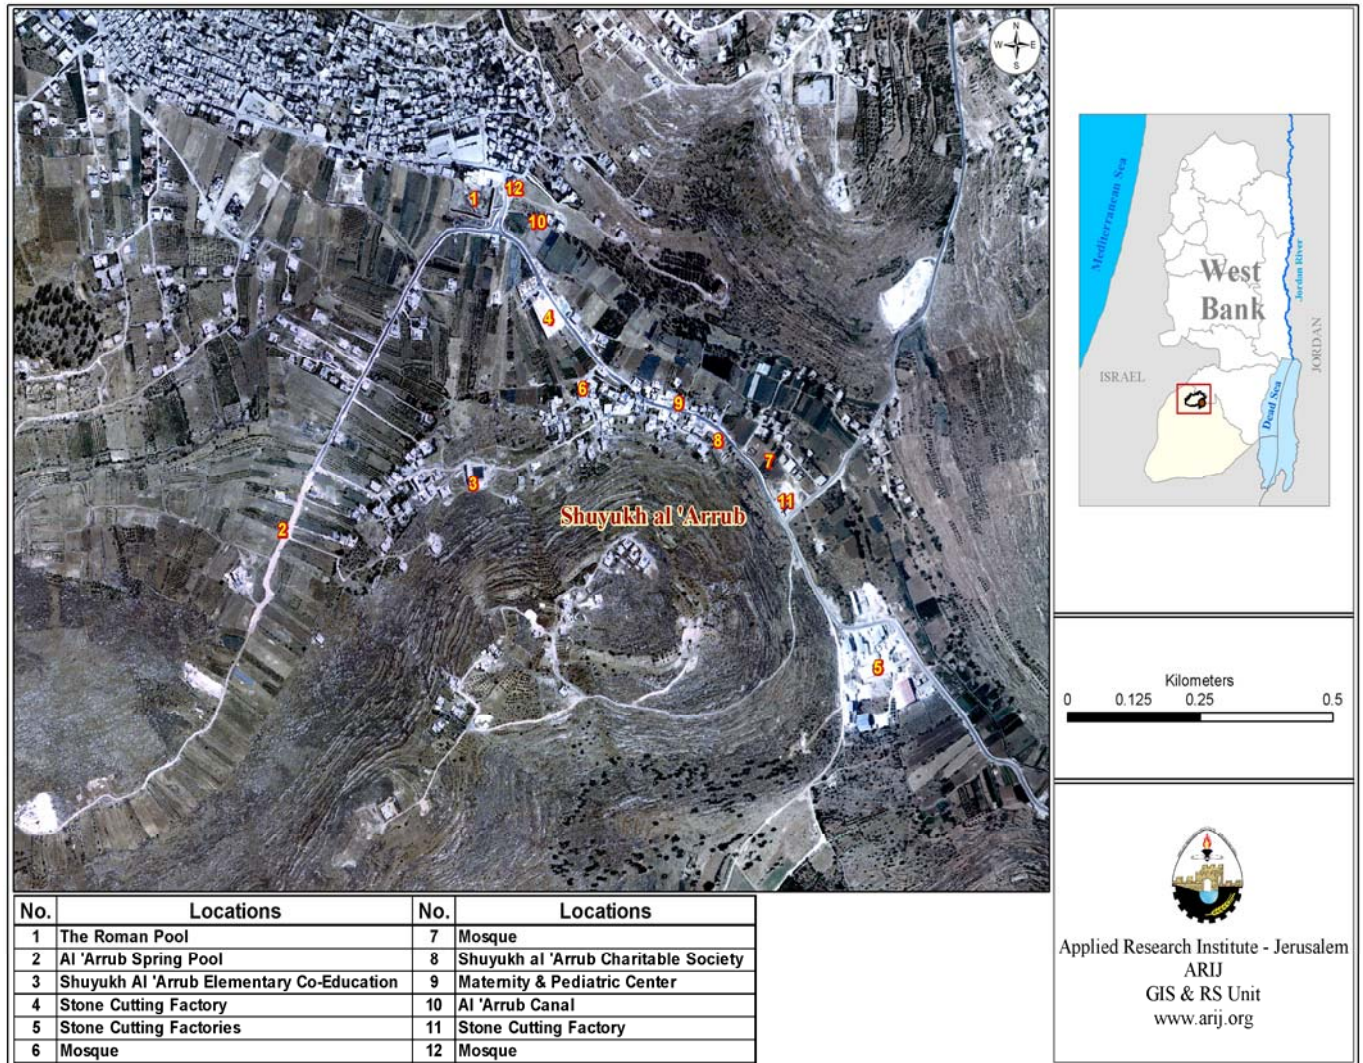 N
W E
S
1
12
10
4
6
9
8
7
3
11
2
Shuyukh al 'Arrub
5
Mediterranean Sea
West
Bank
Jordan River
JORDAN
ISRAEL
Dead Sea
Kilometers
0 0.125 0.25 0.5
Applied Research Institute - Jerusalem
ARIJ
GIS & RS Unit
www.arij.org
No. Locations No. Locations
1 The Roman Pool 7 Mosque
2 Al 'Arrub Spring Pool 8 Shuyukh al 'Arrub Charitable Society
3 Shuyukh Al 'Arrub Elementary Co-Education 9 Maternity & Pediatric Center
4 Stone Cutting Factory 10 Al 'Arrub Canal
5 Stone Cutting Factories 11 Stone Cutting Factory
6 Mosque 12 Mosque